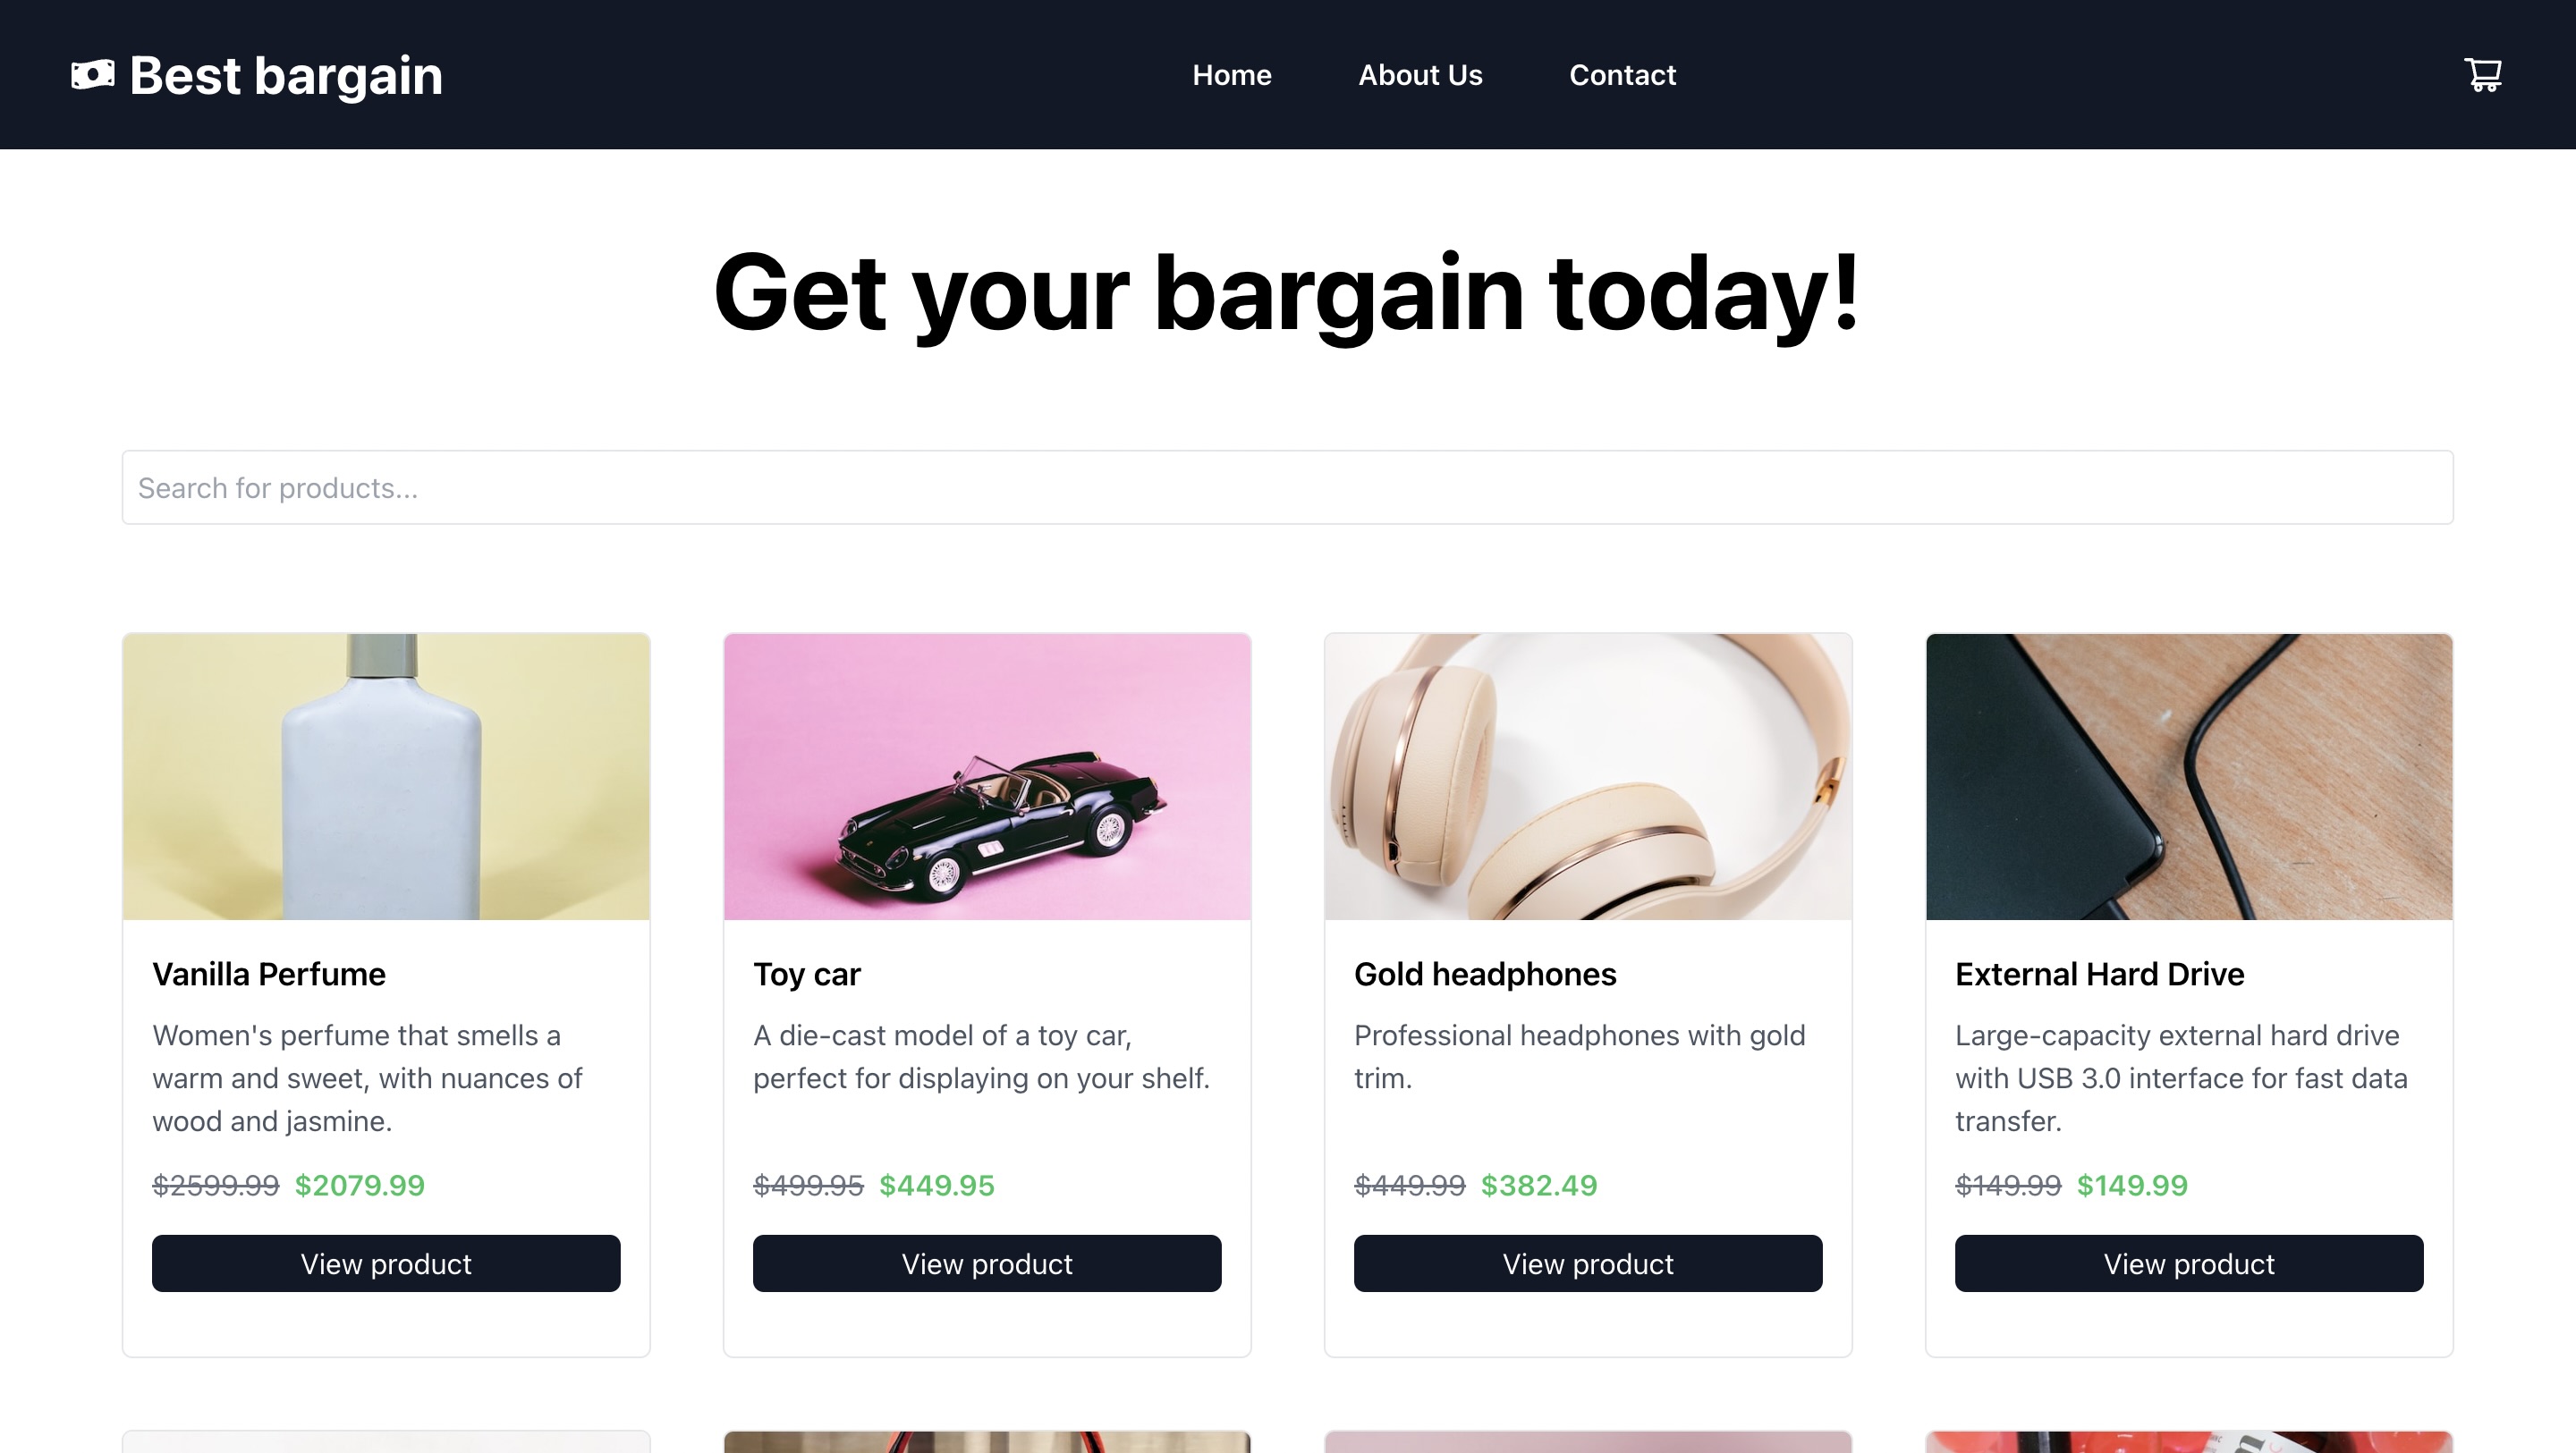 Best bargain
Home
About Us
Contact
Get your bargain today!
Search for products...
Vanilla Perfume
Women's perfume that smells a
warm and sweet, with nuances of
wood and jasmine.
$2599.99 $2079.99
View product
Toy car
A die-cast model of a toy car,
perfect for displaying on your shelf.
$499.95 $449.95
View product
Gold headphones
Professional headphones with gold
trim.
$449.99 $382.49
View product
External Hard Drive
Large-capacity external hard drive
with USB 3.0 interface for fast data
transfer.
$149.99 $149.99
View product